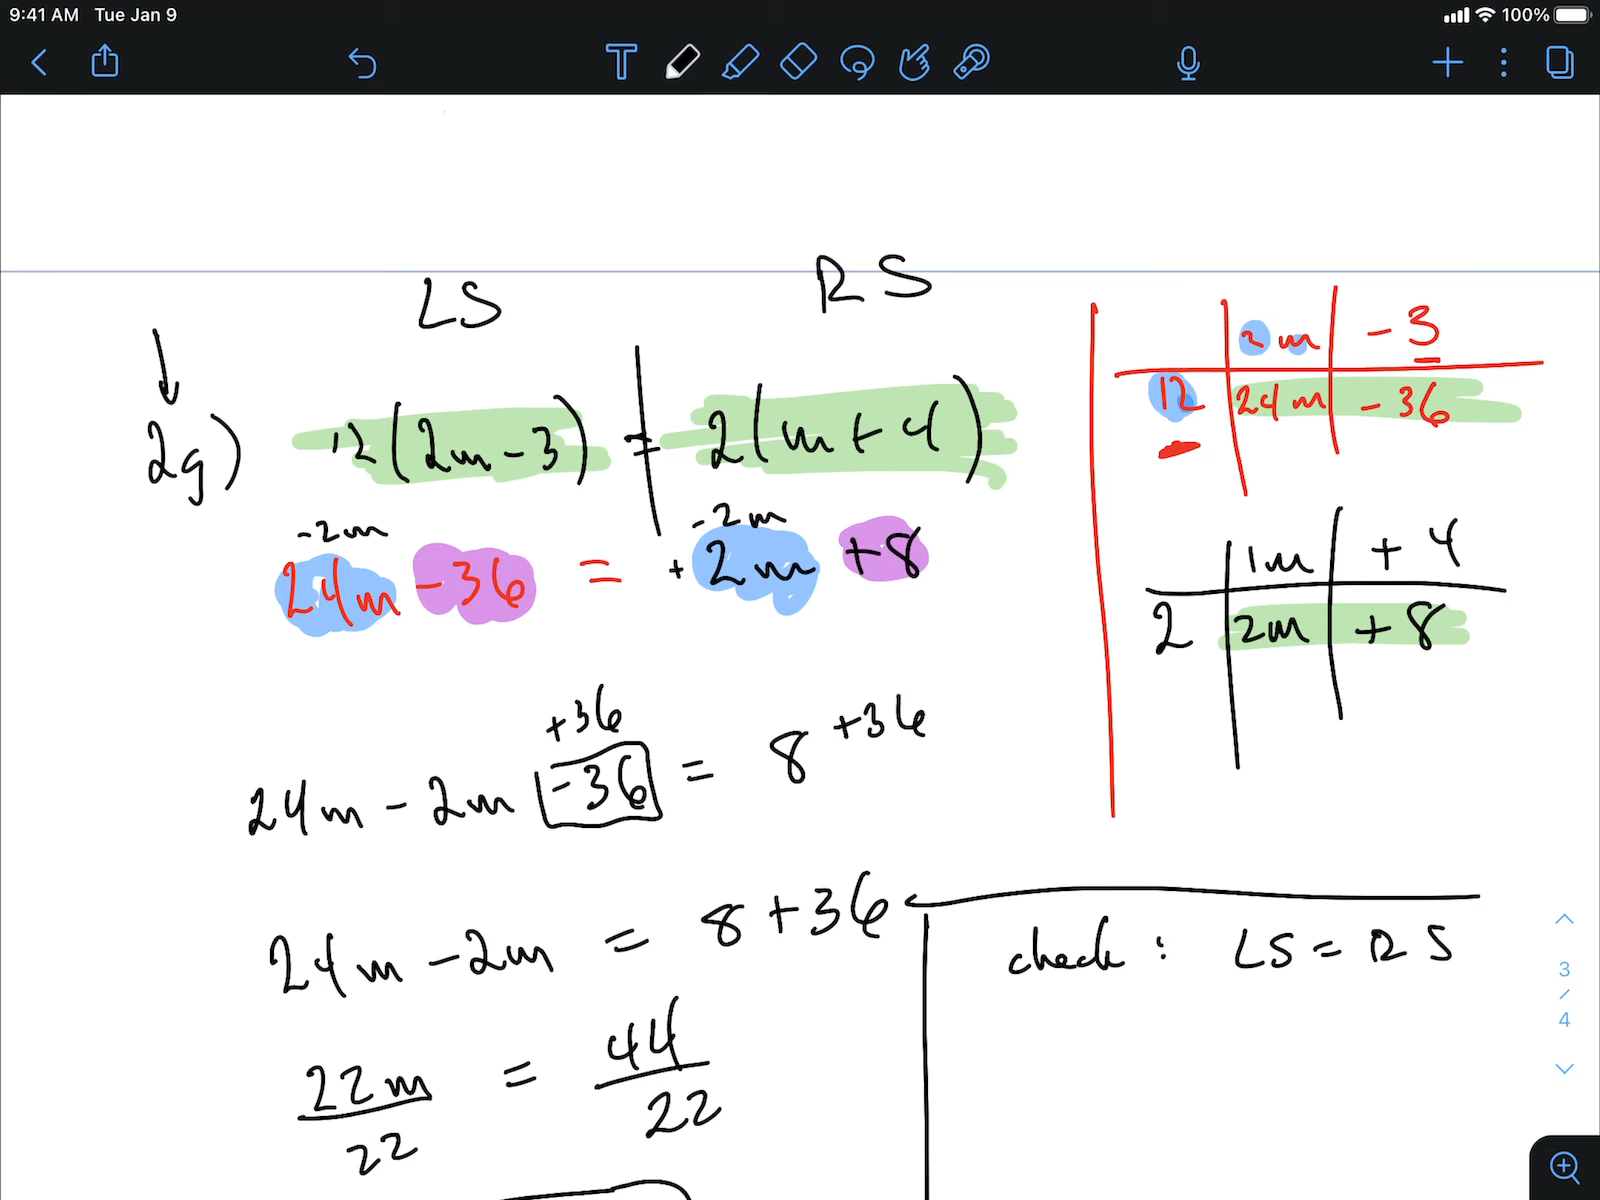 9:41 AM Tue Jan 9
100%
LS RS
2g) 12(2m-3) = 2(m+4)
-2m -2m
24m -36 = +2m +8
+36 +36
24m - 2m -36 = 8
24m -2m = 8+36
22m = 44
22 22
2m -3
12 24m -36
1m +4
2 2m +8
check : LS = RS
3
/
4